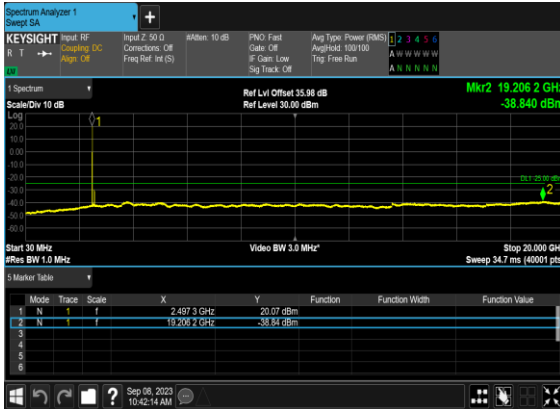 Spectrum Analyzer 1
Swept SA
+
KEYSIGHT Input: RF Input Z: 50 Ω #Atten: 10 dB PNO: Fast Avg Type: Power (RMS) 1 2 3 4 5 6
R T Coupling: DC Corrections: Off Gate: Off Avg|Hold: 100/100 A W W W W W
Align: Off Freq Ref: Int (S) IF Gain: Low Trig: Free Run
Sig Track: Off A N N N N N
1 Spectrum
Ref Lvl Offset 35.98 dB Mkr2 19.206 2 GHz
Scale/Div 10 dB Ref Level 30.00 dBm -38.840 dBm
Log
20.0
10.0
0.00
-10.0
-20.0
-30.0
-40.0
-50.0
-60.0
1
2
Start 30 MHz Video BW 3.0 MHz* Stop 20.000 GHz
#Res BW 1.0 MHz Sweep 34.7 ms (40001 pts)
5 Marker Table
Mode Trace Scale X Y Function Function Width Function Value
1 N 1 f 2.497 3 GHz 20.07 dBm
2 N 1 f 19.206 2 GHz -38.84 dBm
3
4
5
6
?
Sep 08, 2023
10:42:14 AM